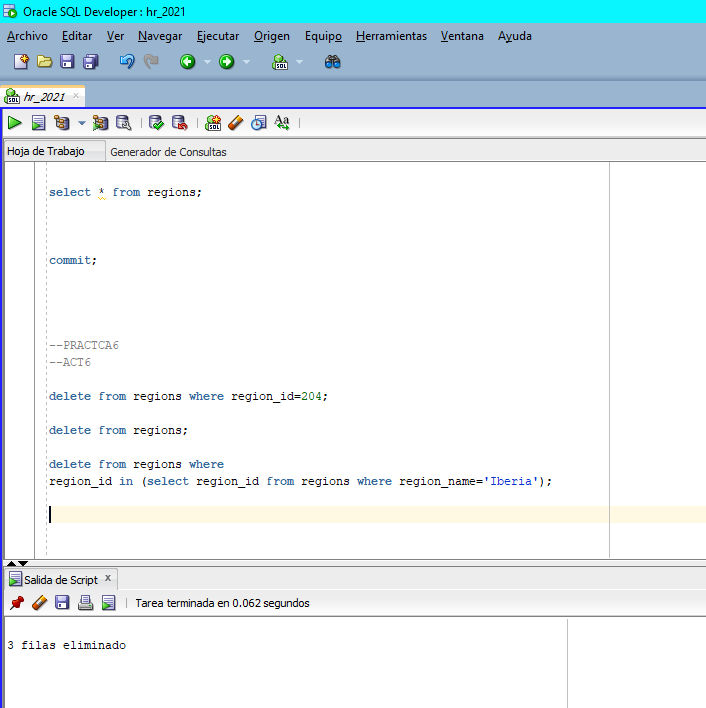 Oracle SQL Developer : hr_2021
Archivo Editar Ver Navegar Ejecutar Origen Equipo Herramientas Ventana Ayuda
hr_2021
Hoja de Trabajo Generador de Consultas
select * from regions;
commit;
--PRACTCA6
--ACT6
delete from regions where region_id=204;
delete from regions;
delete from regions where
region_id in (select region_id from regions where region_name='Iberia');
Salida de Script x
Tarea terminada en 0.062 segundos
3 filas eliminado